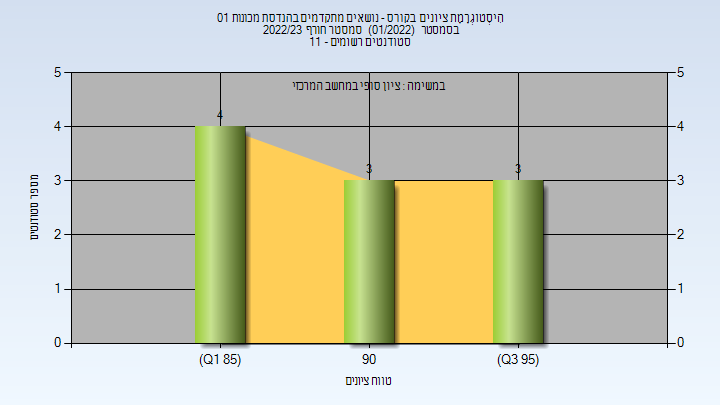 היסְטוגְרָמָת ציונים בקורס - נושאים מתקדמים בהנדסת מכונות 01
בסמסטר (01/2022) סמסטר חורף 2022/23
סטודנטים רשומים - 11
במשימה : ציון סופי במחשב המרכזי
5 5
4 4
3 3
2 2
1 1
0 0
4 3 3
מספר סטודנטים
(Q1 85) 90 (Q3 95)
טווח ציונים